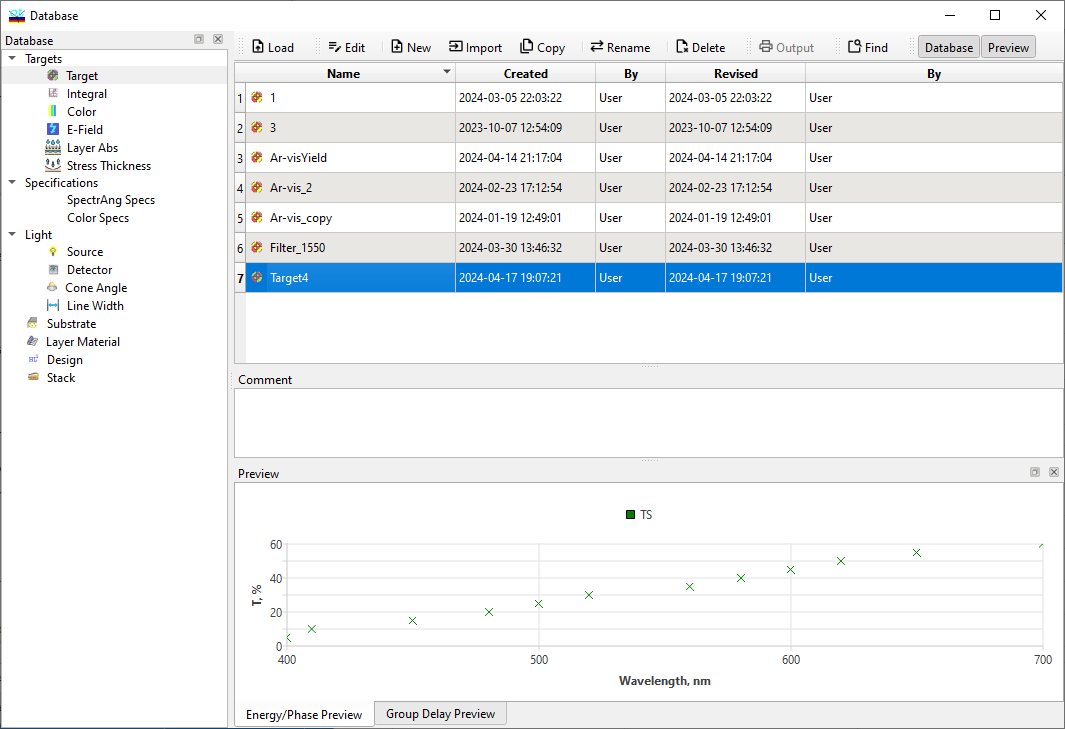 Database
Database
Targets
Target
Integral
Color
E-Field
Layer Abs
Stress Thickness
Specifications
SpectrAng Specs
Color Specs
Light
Source
Detector
Cone Angle
Line Width
Substrate
Layer Material
Design
Stack
Load Edit New Import Copy Rename Delete Output Find Database Preview
Name Created By Revised By
1 1 2024-03-05 22:03:22 User 2024-03-05 22:03:22 User
2 3 2023-10-07 12:54:09 User 2023-10-07 12:54:09 User
3 Ar-visYield 2024-04-14 21:17:04 User 2024-04-14 21:17:04 User
4 Ar-vis_2 2024-02-23 17:12:54 User 2024-02-23 17:12:54 User
5 Ar-vis_copy 2024-01-19 12:49:01 User 2024-01-19 12:49:01 User
6 Filter_1550 2024-03-30 13:46:32 User 2024-03-30 13:46:32 User
7 Target4 2024-04-17 19:07:21 User 2024-04-17 19:07:21 User
Comment
Preview
TS
60
40
20
0
T, %
400 500 600 700
Wavelength, nm
Energy/Phase Preview Group Delay Preview